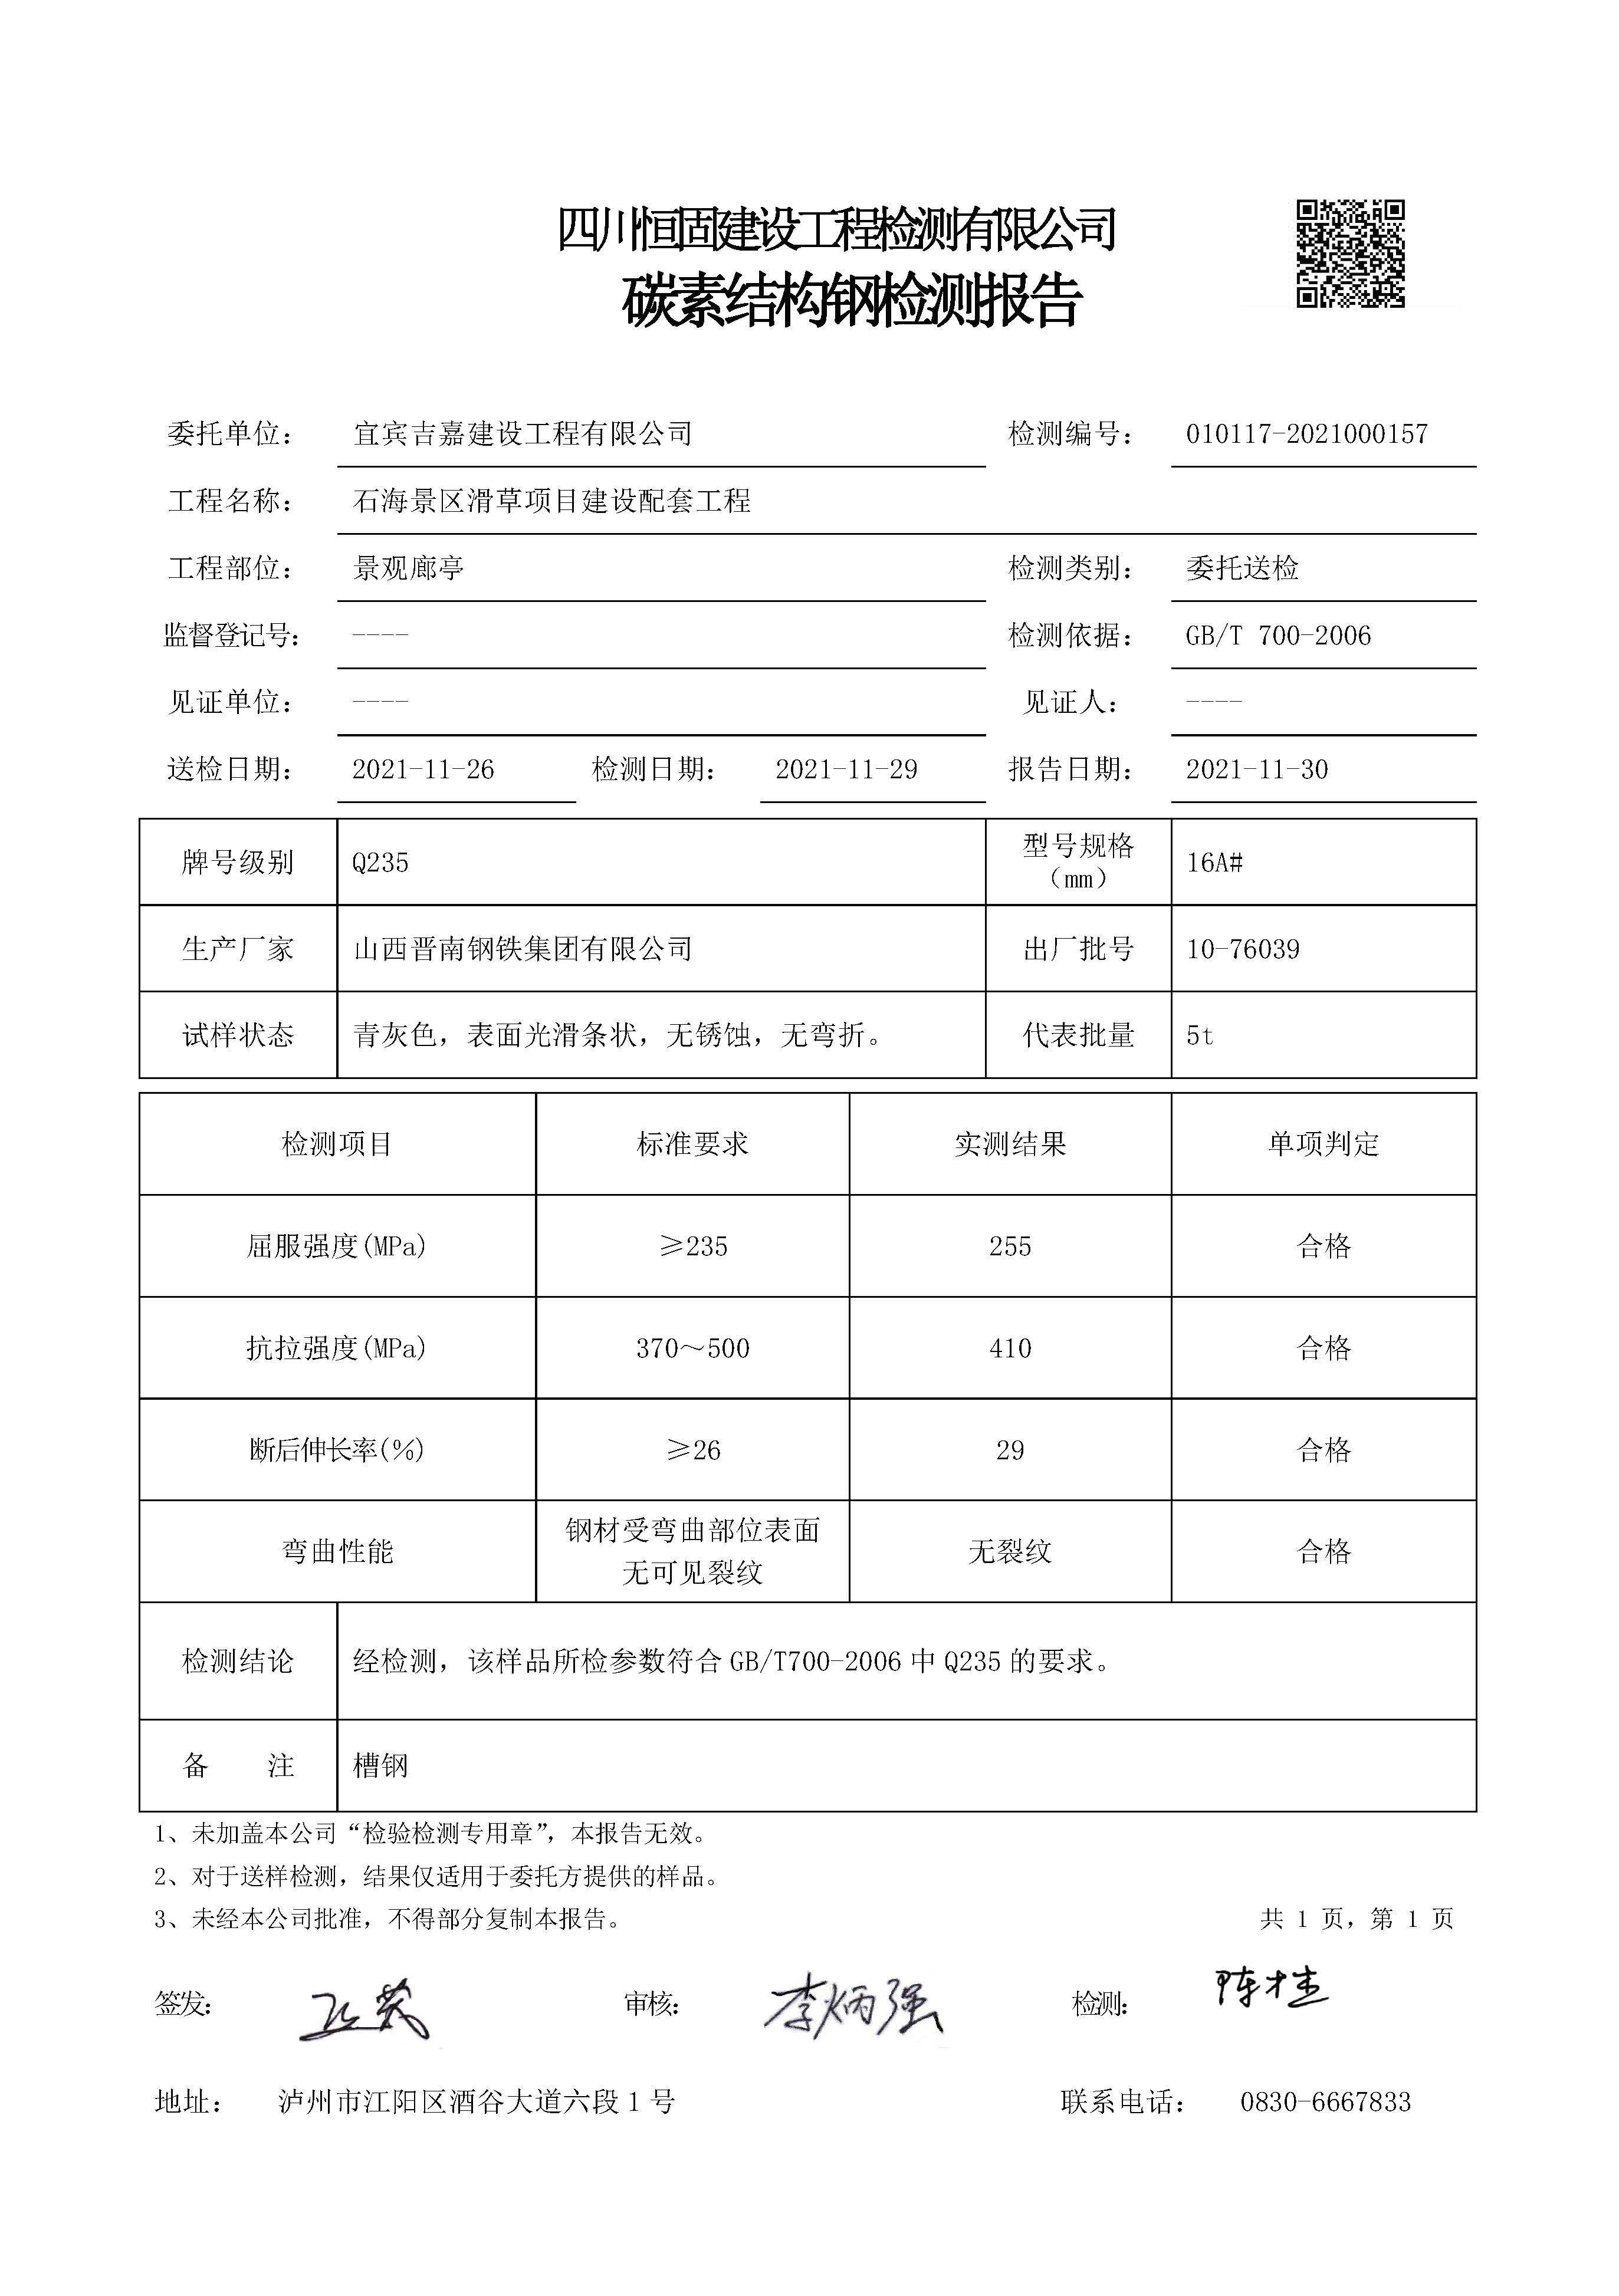 四川恒固建设工程检测有限公司
碳素结构钢检测报告
委托单位： 宜宾吉嘉建设工程有限公司 检测编号： 010117-2021000157
工程名称： 石海景区滑草项目建设配套工程
工程部位： 景观廊亭 检测类别： 委托送检
监督登记号： ---- 检测依据： GB/T 700-2006
见证单位： ---- 见证人： ----
送检日期： 2021-11-26 检测日期： 2021-11-29 报告日期： 2021-11-30
牌号级别 Q235 型号规格（mm） 16A#
生产厂家 山西晋南钢铁集团有限公司 出厂批号 10-76039
试样状态 青灰色，表面光滑条状，无锈蚀，无弯折。 代表批量 5t
检测项目 标准要求 实测结果 单项判定
屈服强度(MPa) ≥235 255 合格
抗拉强度(MPa) 370～500 410 合格
断后伸长率(%) ≥26 29 合格
弯曲性能 钢材受弯曲部位表面无可见裂纹 无裂纹 合格
检测结论 经检测，该样品所检参数符合 GB/T700-2006 中 Q235 的要求。
备 注 槽钢
1、未加盖本公司“检验检测专用章”，本报告无效。
2、对于送样检测，结果仅适用于委托方提供的样品。
3、未经本公司批准，不得部分复制本报告。 共 1 页，第 1 页
签发： 审核： 李炳强 检测：
地址： 泸州市江阳区酒谷大道六段 1 号 联系电话： 0830-6667833